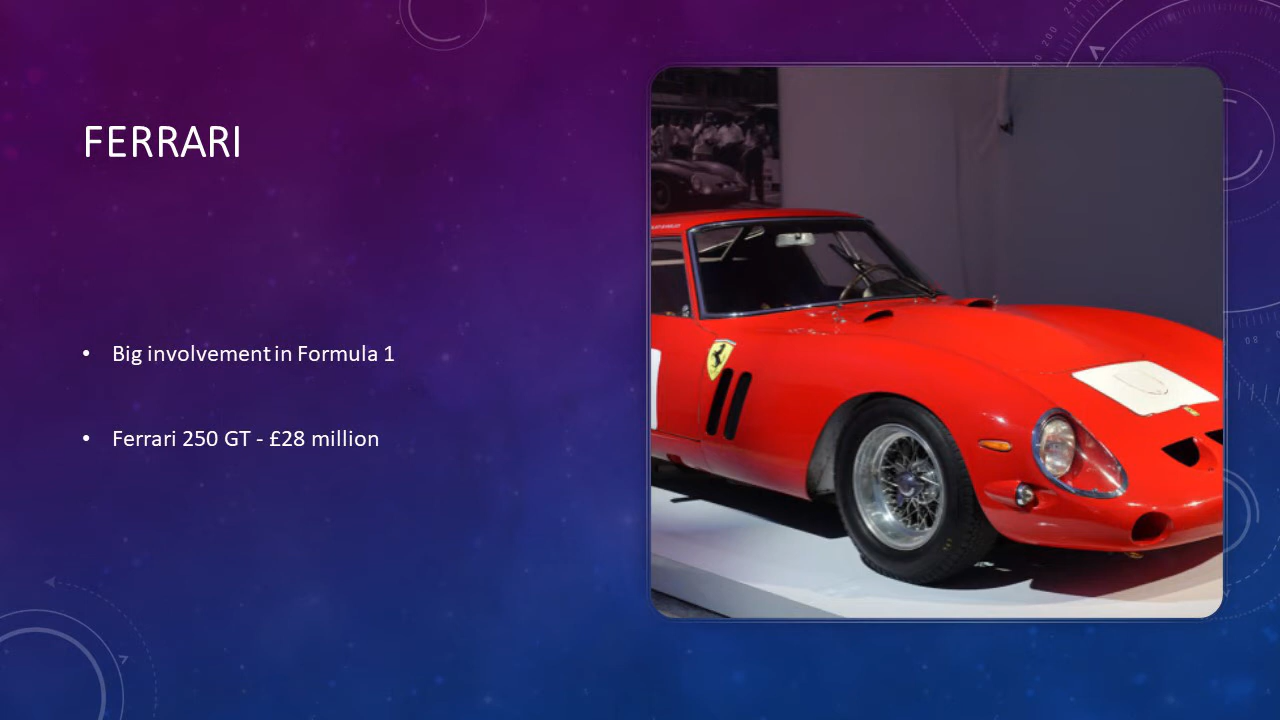 FERRARI
• Big involvement in Formula 1
• Ferrari 250 GT - £28 million